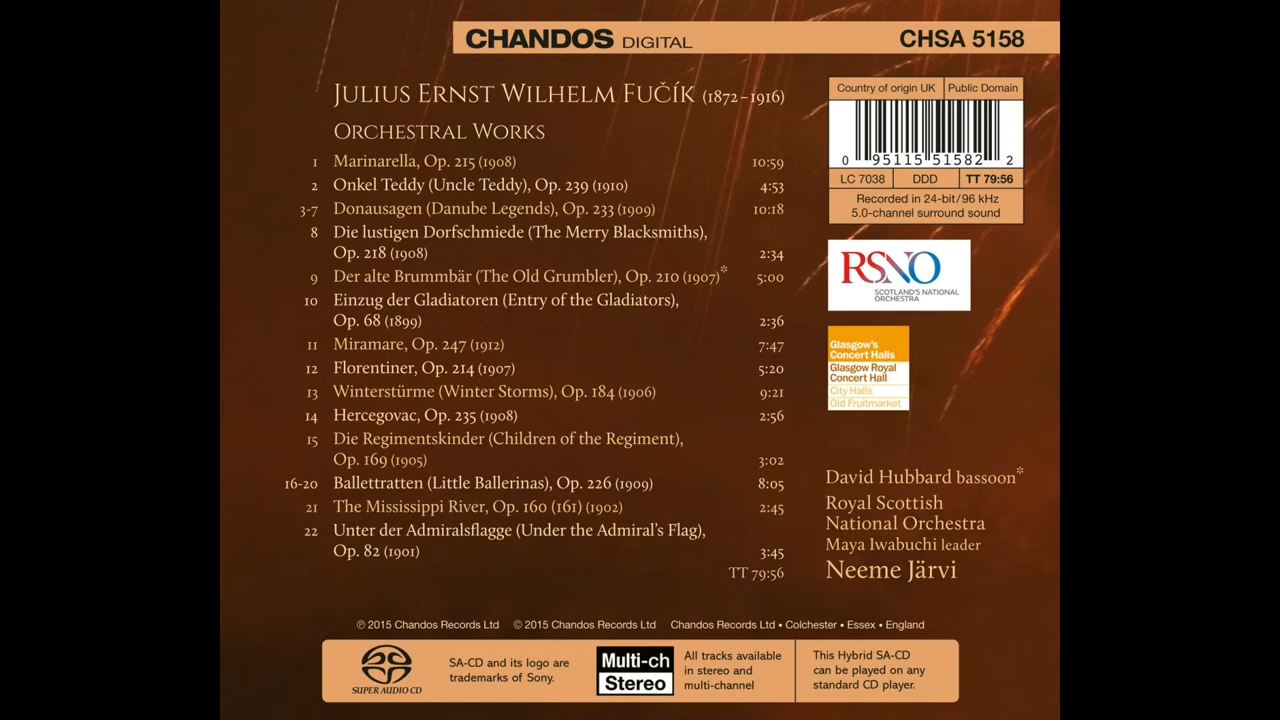 CHANDOS DIGITAL
CHSA 5158
Julius Ernst Wilhelm Fučík (1872–1916)
Orchestral Works
1 Marinarella, Op. 215 (1908) 10:59
2 Onkel Teddy (Uncle Teddy), Op. 239 (1910) 4:53
3-7 Donausagen (Danube Legends), Op. 233 (1909) 10:18
8 Die lustigen Dorfschmiede (The Merry Blacksmiths),
Op. 218 (1908) 2:34
9 Der alte Brummbär (The Old Grumbler), Op. 210 (1907)* 5:00
10 Einzug der Gladiatoren (Entry of the Gladiators),
Op. 68 (1899) 2:36
11 Miramare, Op. 247 (1912) 7:47
12 Florentiner, Op. 214 (1907) 5:20
13 Winterstürme (Winter Storms), Op. 184 (1906) 9:21
14 Hercegovac, Op. 235 (1908) 2:56
15 Die Regimentskinder (Children of the Regiment),
Op. 169 (1905) 3:02
16-20 Ballettratten (Little Ballerinas), Op. 226 (1909) 8:05
21 The Mississippi River, Op. 160 (161) (1902) 2:45
22 Unter der Admiralsflagge (Under the Admiral's Flag),
Op. 82 (1901) 3:45
TT 79:56
Country of origin UK Public Domain
0 95115 51582 2
LC 7038 DDD TT 79:56
Recorded in 24-bit/96 kHz
5.0-channel surround sound
RSNO
SCOTLAND'S NATIONAL
ORCHESTRA
Glasgow's
Concert Halls
Glasgow Royal
Concert Hall
City Halls
Old Fruitmarket
David Hubbard bassoon*
Royal Scottish
National Orchestra
Maya Iwabuchi leader
Neeme Järvi
℗ 2015 Chandos Records Ltd © 2015 Chandos Records Ltd Chandos Records Ltd • Colchester • Essex • England
SUPER AUDIO CD
SA-CD and its logo are
trademarks of Sony.
Multi-ch
Stereo
All tracks available
in stereo and
multi-channel
This Hybrid SA-CD
can be played on any
standard CD player.